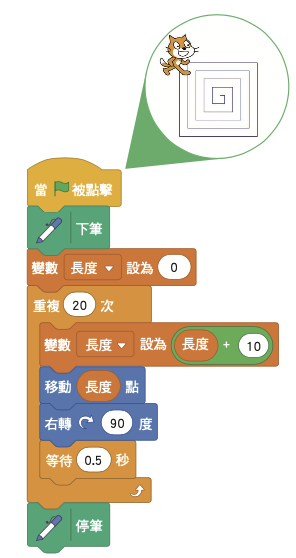 當 被點擊
下筆
變數 長度 設為 0
重複 20 次
變數 長度 設為 長度 + 10
移動 長度 點
右轉 90 度
等待 0.5 秒
停筆